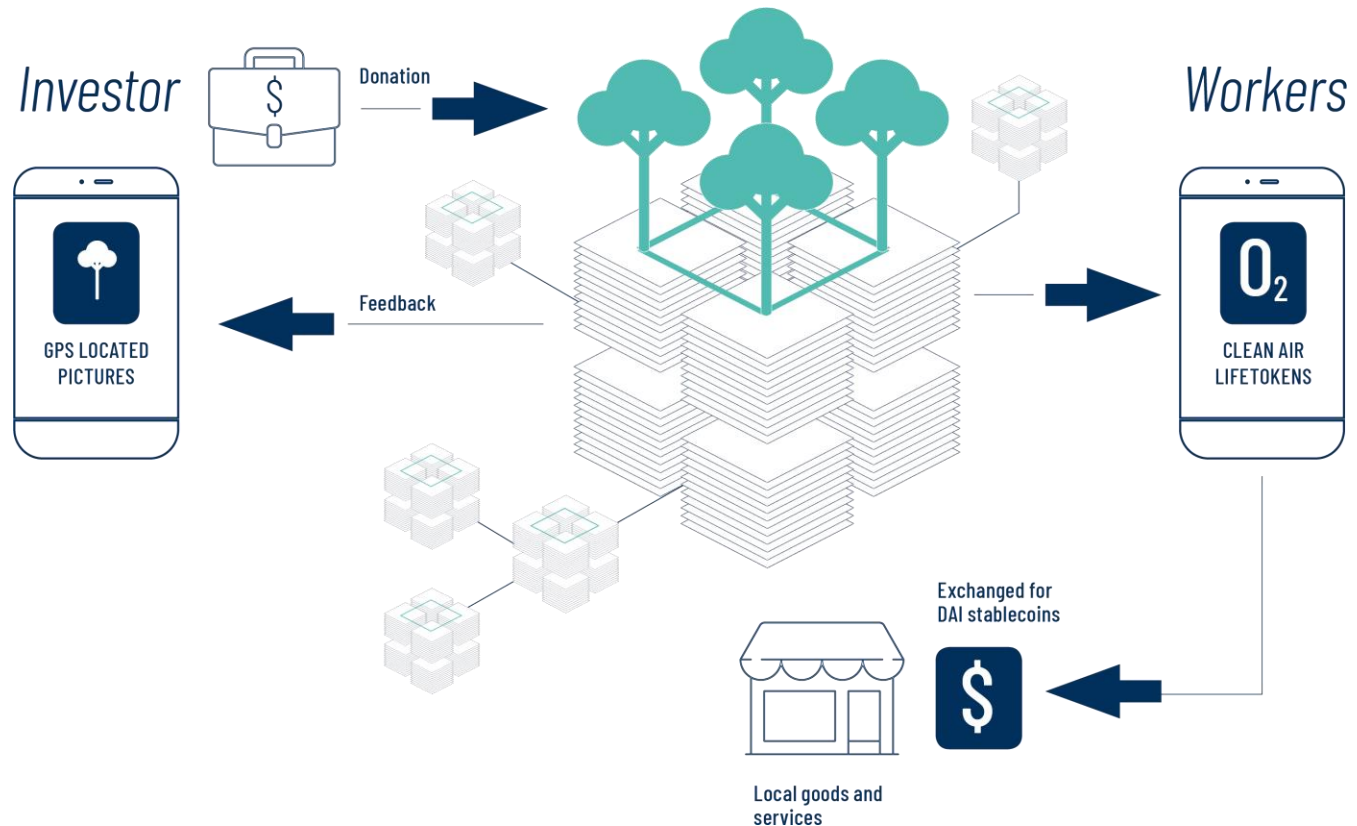 Investor
$
Donation
Workers
Feedback
GPS LOCATED
PICTURES
O2
CLEAN AIR
LIFETOKENS
Exchanged for
DAI stablecoins
$
Local goods and
services